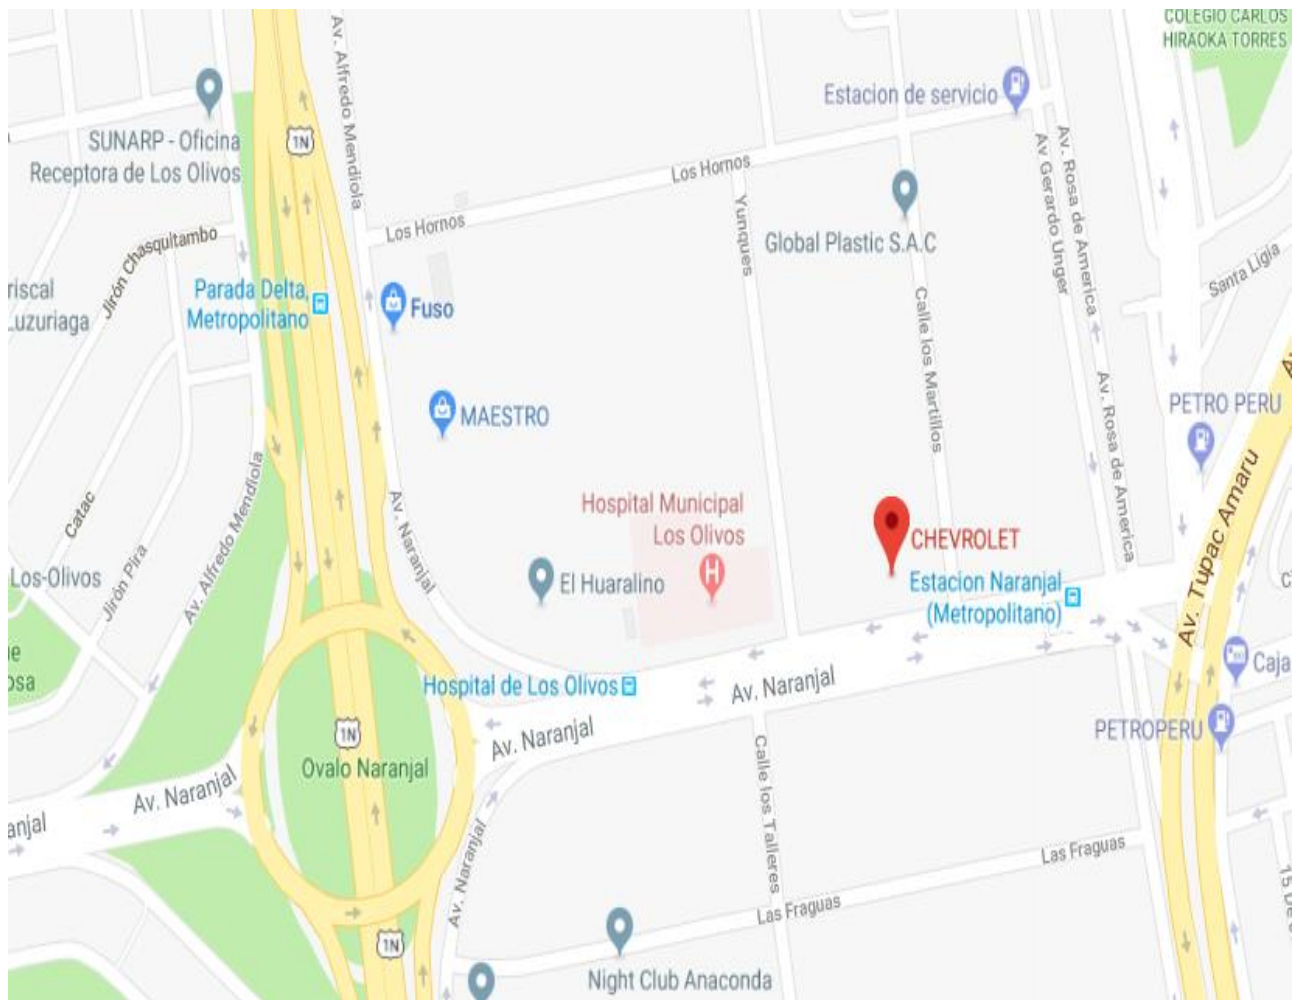 COLEGIO CARLOS
HIRAOKA TORRES
Av. Alfredo Mendiola
Estacion de servicio
1N
SUNARP - Oficina
Receptora de Los Olivos
Los Hornos
Los Hornos
Yunques
Global Plastic S.A.C
Av Gerardo Unger
Av. Rosa de America
Jirón Chasquitambo
Santa Ligia
riscal
Luzuriaga
Parada Delta,
Metropolitano
Fuso
Calle los Martillos
MAESTRO
Av. Rosa de America
PETRO PERU
Catac
Av. Alfredo Mendiola
Av. Naranjal
Hospital Municipal
Los Olivos
H
CHEVROLET
Av. Tupac Amaru
Los-Olivos
Jirón Pira
El Huaralino
Estacion Naranjal
(Metropolitano)
Caja
Hospital de Los Olivos
Av. Naranjal
Av. Naranjal
1N
Ovalo Naranjal
PETROPERU
Av. Naranjal
anjal
Calle los Talleres
Av. Naranjal
Las Fraguas
Las Fraguas
1N
Night Club Anaconda